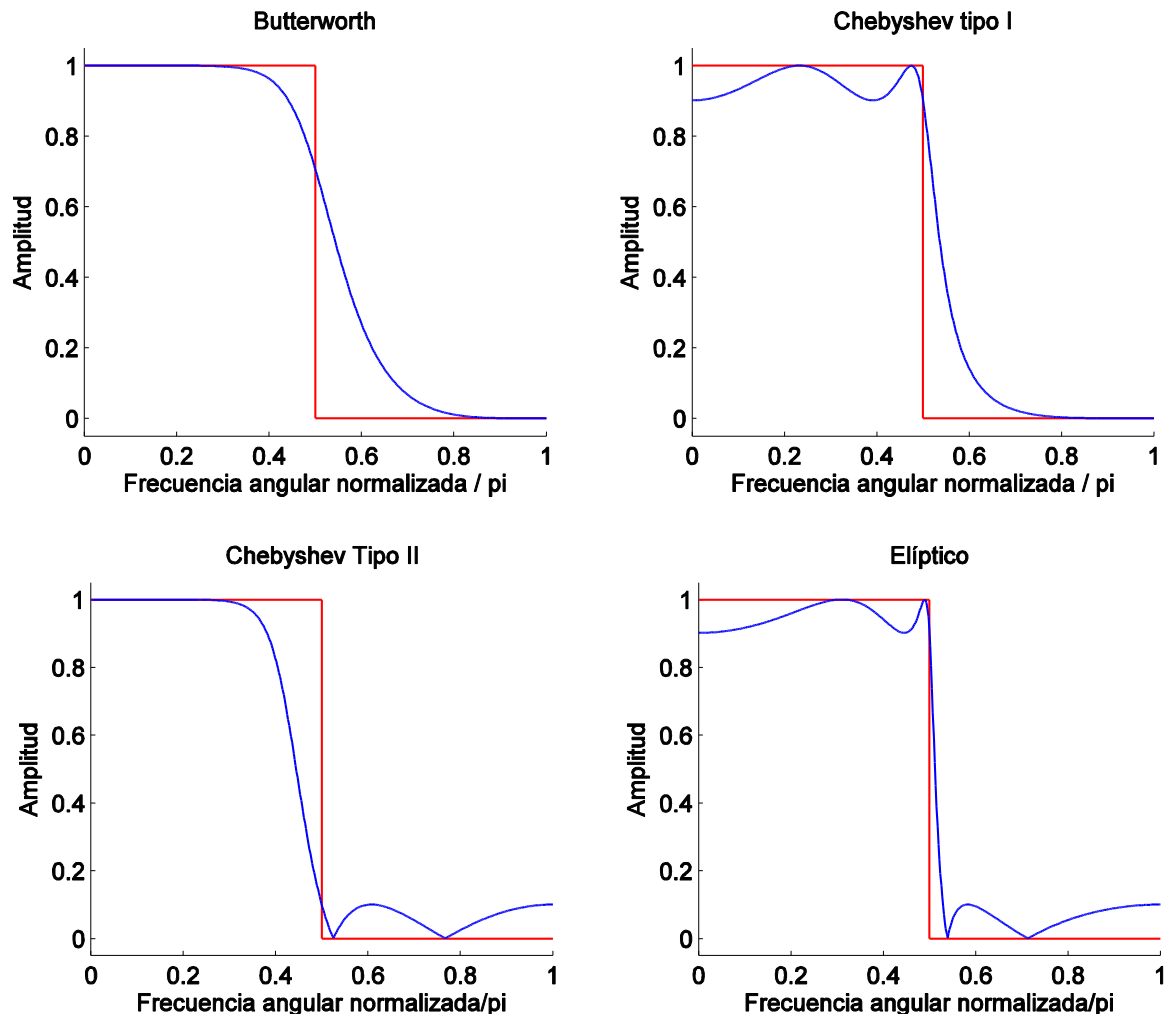 Butterworth
1
0.8
0.6
0.4
0.2
0
Amplitud
0 0.2 0.4 0.6 0.8 1
Frecuencia angular normalizada / pi
Chebyshev tipo I
1
0.8
0.6
0.4
0.2
0
Amplitud
0 0.2 0.4 0.6 0.8 1
Frecuencia angular normalizada / pi
Chebyshev Tipo II
1
0.8
0.6
0.4
0.2
0
Amplitud
0 0.2 0.4 0.6 0.8 1
Frecuencia angular normalizada/pi
Elíptico
1
0.8
0.6
0.4
0.2
0
Amplitud
0 0.2 0.4 0.6 0.8 1
Frecuencia angular normalizada/pi